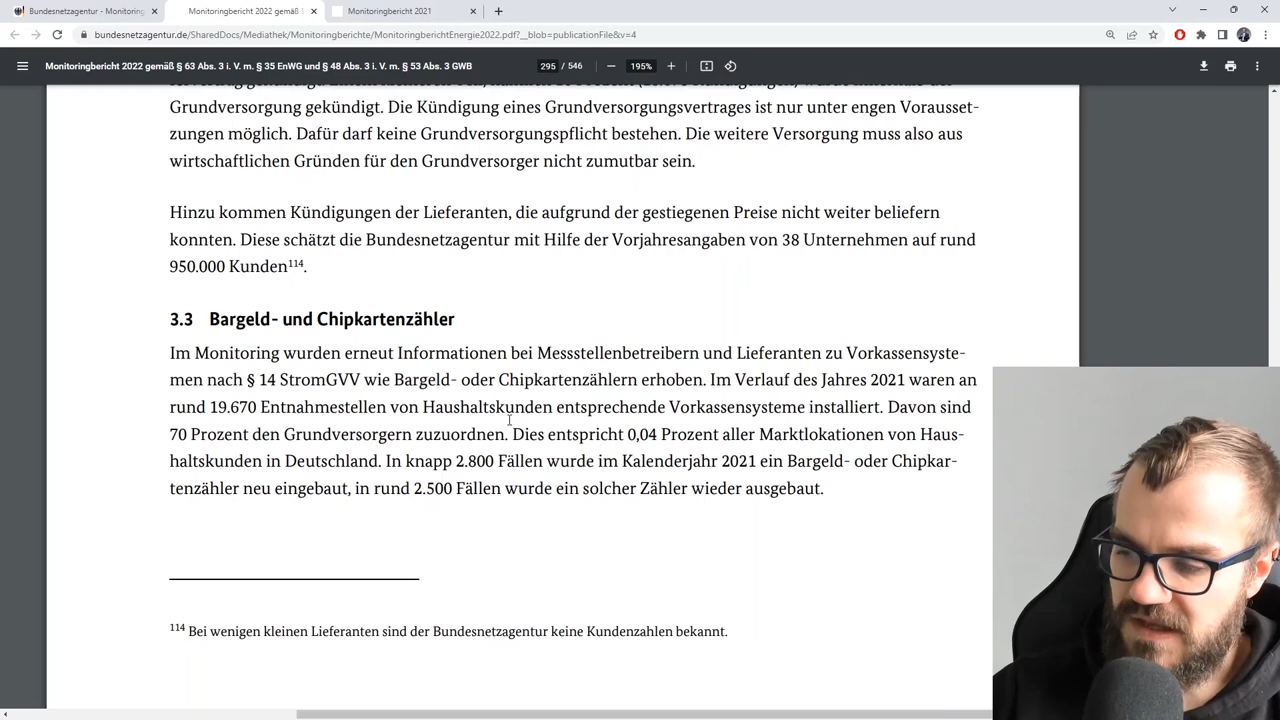 Bundesnetzagentur - Monitoring
Monitoringbericht 2022 gemäß §
Monitoringbericht 2021
bundesnetzagentur.de/SharedDocs/Mediathek/Monitoringberichte/MonitoringberichtEnergie2022.pdf?__blob=publicationFile&v=4
Monitoringbericht 2022 gemäß § 63 Abs. 3 i. V. m. § 35 EnWG und § 48 Abs. 3 i. V. m. § 53 Abs. 3 GWB
295 / 546
195%
Grundversorgung gekündigt. Die Kündigung eines Grundversorgungsvertrages ist nur unter engen Vorausset-
zungen möglich. Dafür darf keine Grundversorgungspflicht bestehen. Die weitere Versorgung muss also aus
wirtschaftlichen Gründen für den Grundversorger nicht zumutbar sein.
Hinzu kommen Kündigungen der Lieferanten, die aufgrund der gestiegenen Preise nicht weiter beliefern
konnten. Diese schätzt die Bundesnetzagentur mit Hilfe der Vorjahresangaben von 38 Unternehmen auf rund
950.000 Kunden¹¹⁴.
3.3 Bargeld- und Chipkartenzähler
Im Monitoring wurden erneut Informationen bei Messstellenbetreibern und Lieferanten zu Vorkassensyste-
men nach § 14 StromGVV wie Bargeld- oder Chipkartenzählern erhoben. Im Verlauf des Jahres 2021 waren an
rund 19.670 Entnahmestellen von Haushaltskunden entsprechende Vorkassensysteme installiert. Davon sind
70 Prozent den Grundversorgern zuzuordnen. Dies entspricht 0,04 Prozent aller Marktlokationen von Haus-
haltskunden in Deutschland. In knapp 2.800 Fällen wurde im Kalenderjahr 2021 ein Bargeld- oder Chipkar-
tenzähler neu eingebaut, in rund 2.500 Fällen wurde ein solcher Zähler wieder ausgebaut.
¹¹⁴ Bei wenigen kleinen Lieferanten sind der Bundesnetzagentur keine Kundenzahlen bekannt.